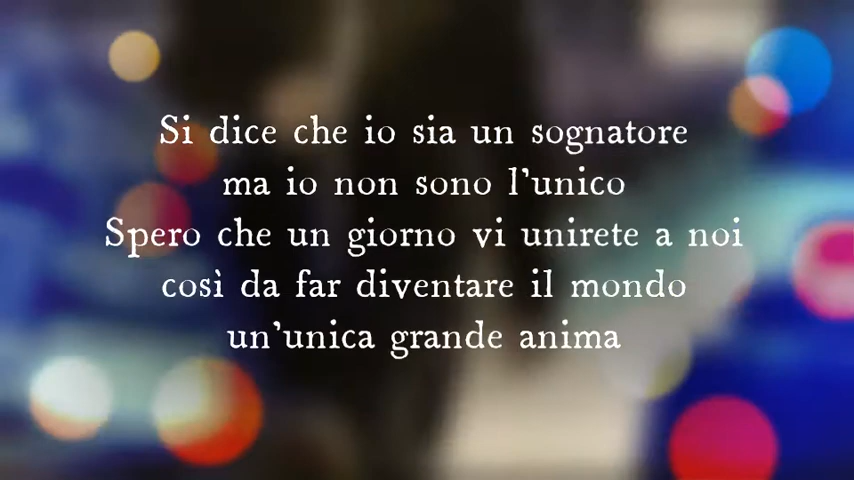 Si dice che io sia un sognatore
ma io non sono l'unico
Spero che un giorno vi unirete a noi
così da far diventare il mondo
un'unica grande anima